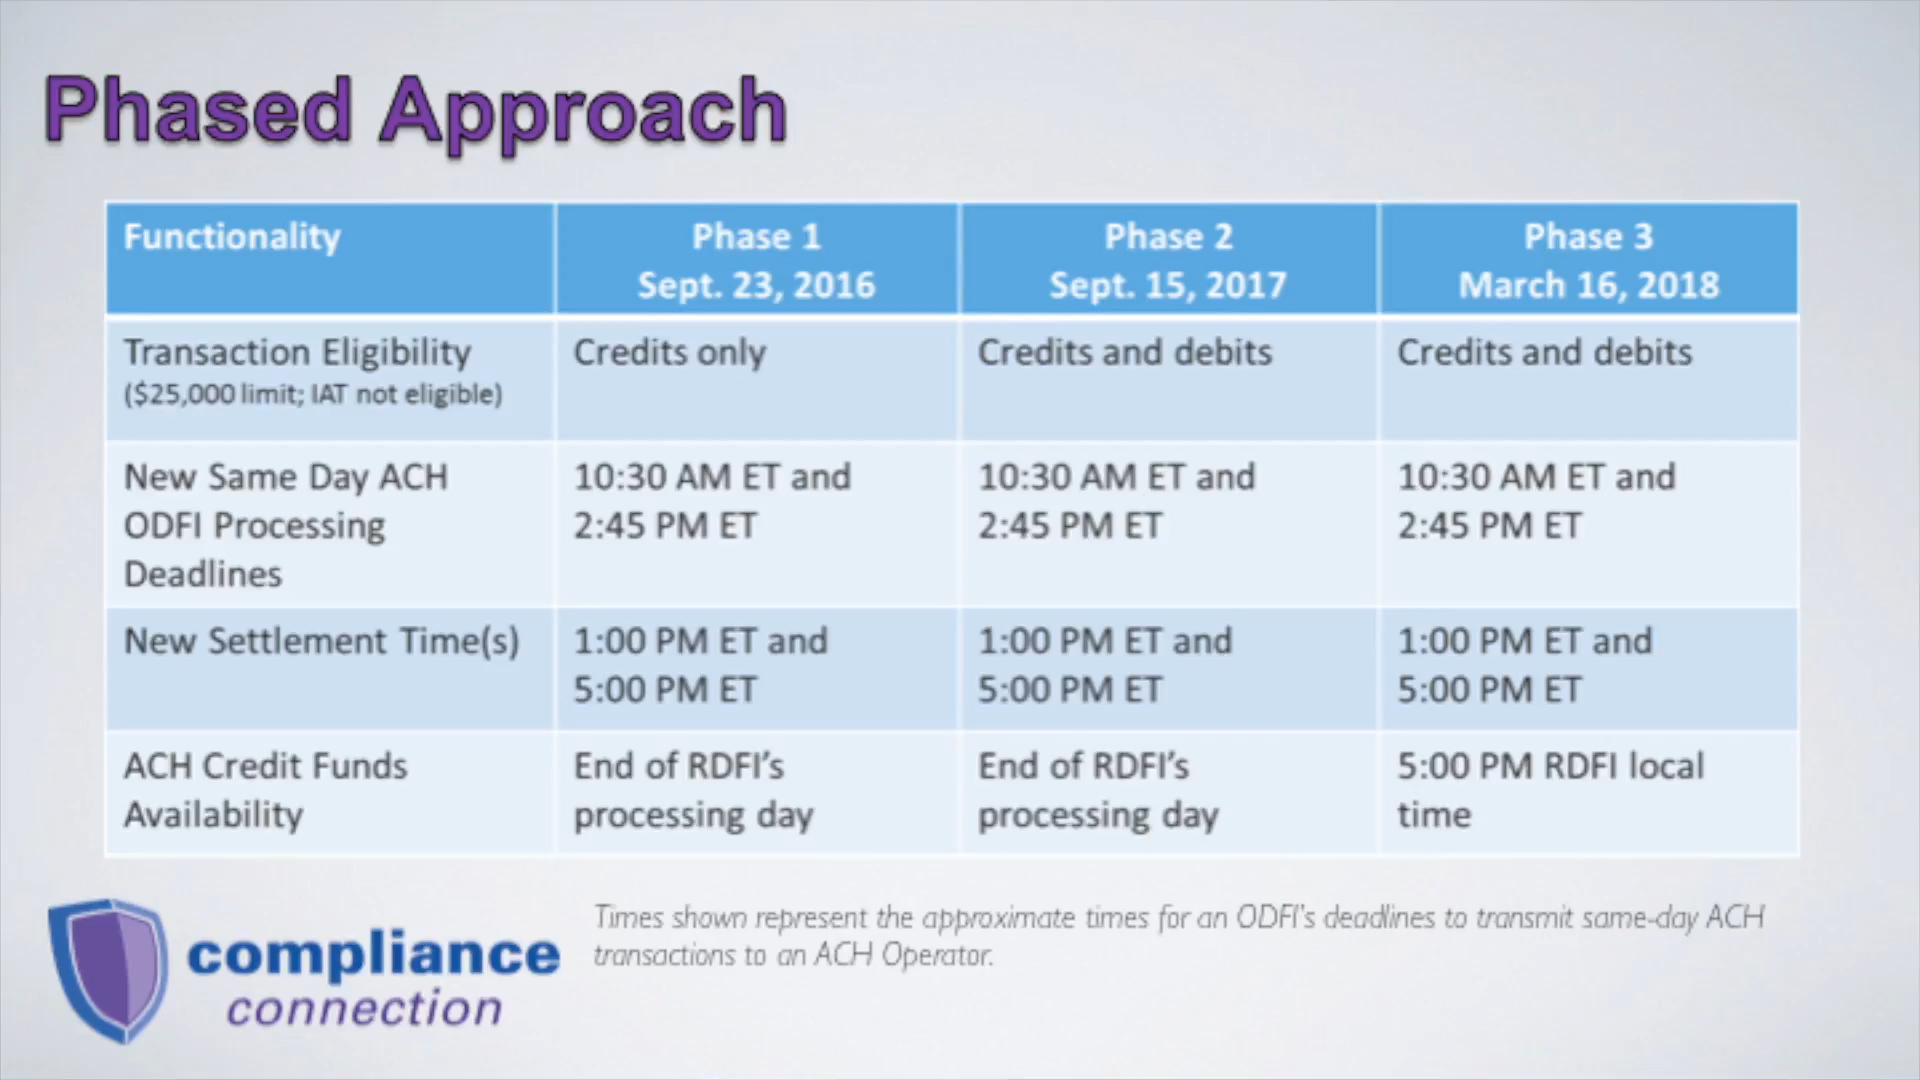 Phased Approach
Functionality
Phase 1
Sept. 23, 2016
Phase 2
Sept. 15, 2017
Phase 3
March 16, 2018
Transaction Eligibility
($25,000 limit; IAT not eligible)
Credits only
Credits and debits
Credits and debits
New Same Day ACH
ODFI Processing
Deadlines
10:30 AM ET and
2:45 PM ET
10:30 AM ET and
2:45 PM ET
10:30 AM ET and
2:45 PM ET
New Settlement Time(s)
1:00 PM ET and
5:00 PM ET
1:00 PM ET and
5:00 PM ET
1:00 PM ET and
5:00 PM ET
ACH Credit Funds
Availability
End of RDFI's
processing day
End of RDFI's
processing day
5:00 PM RDFI local
time
Times shown represent the approximate times for an ODFI's deadlines to transmit same-day ACH
transactions to an ACH Operator.
compliance
connection